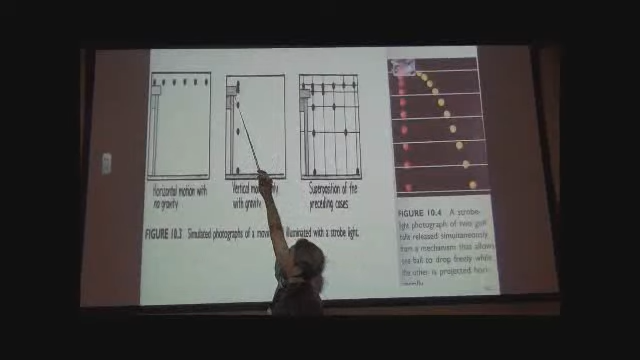 Horizontal motion with
no gravity
Vertical
with gravity
Superposition of the
preceding cases.
FIGURE 10.3 Simulated photographs of a illuminated with a strobe light.
FIGURE 10.4 A strobe-
light photograph of two golf
balls released simultaneously
from a mechanism that allows
one ball to drop freely while
the other is projected hori-
zontally.